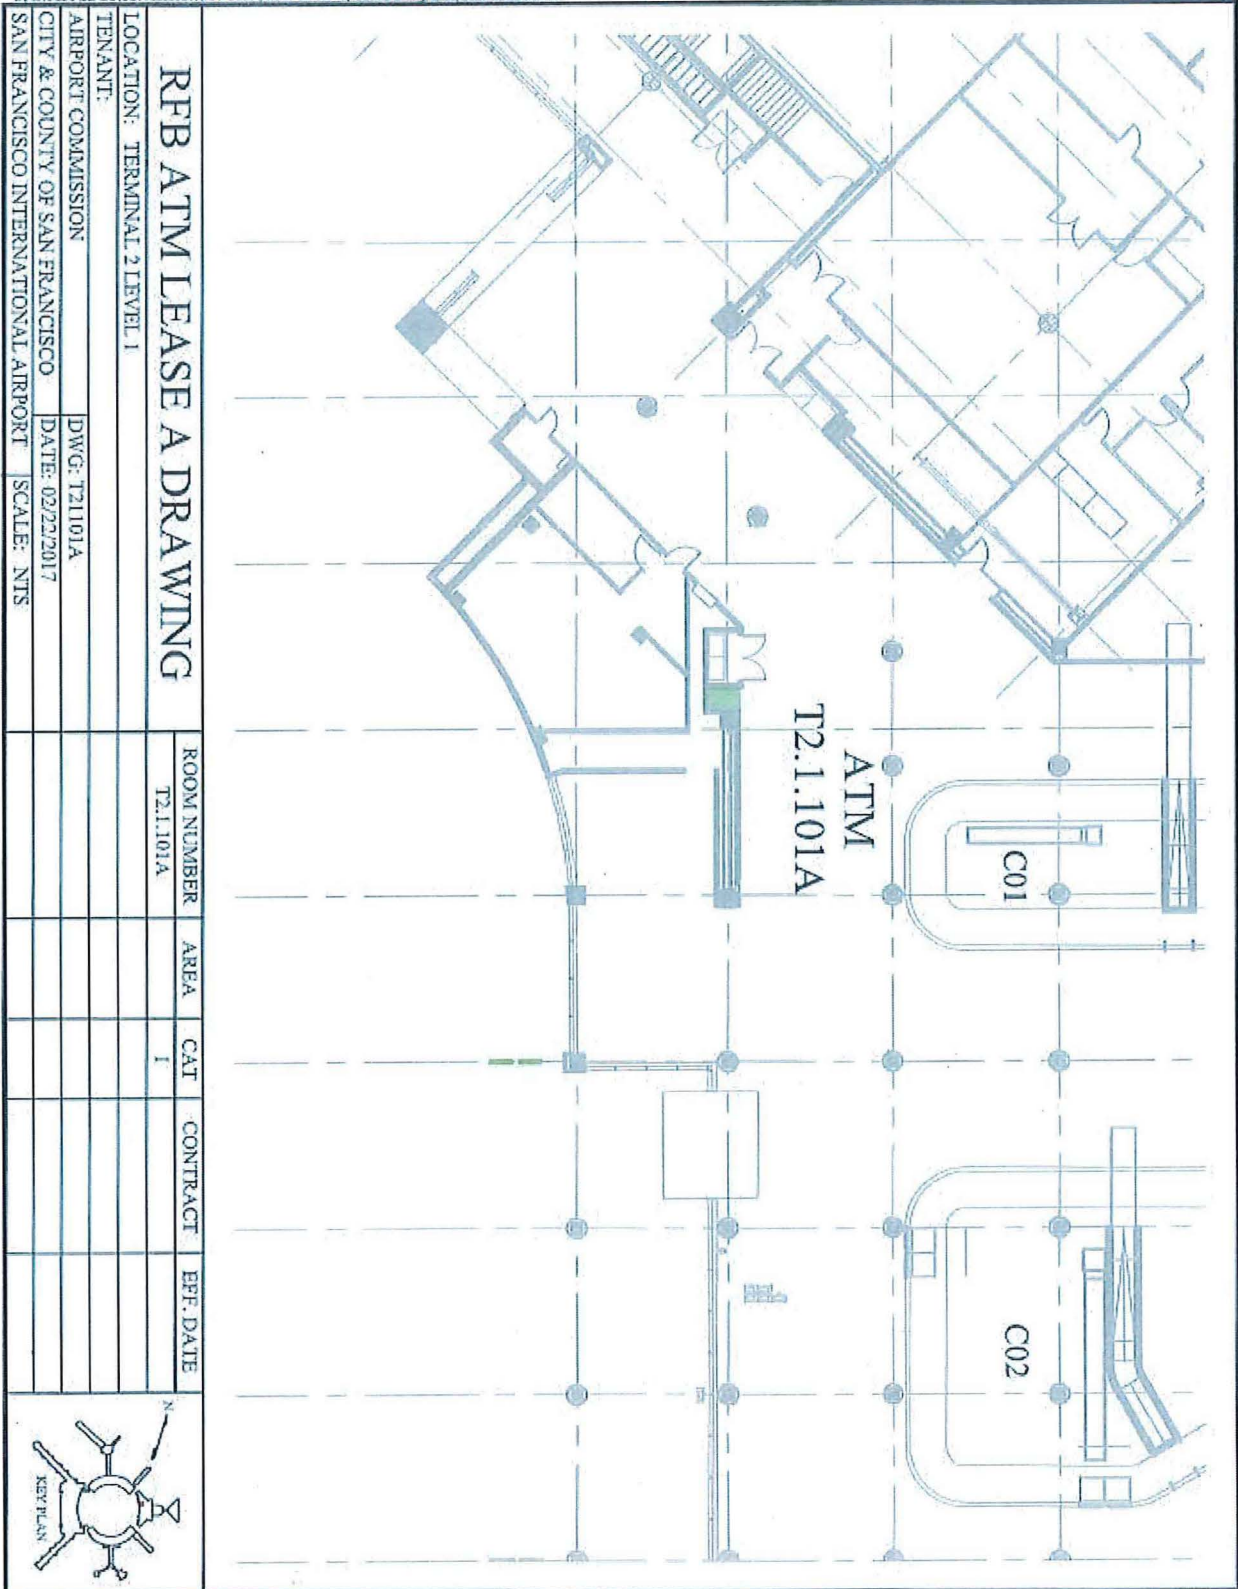 ATM
T2.1.101A
C01
C02
RFB ATM LEASE A DRAWING
LOCATION: TERMINAL 2 LEVEL 1
TENANT:
AIRPORT COMMISSION
DWG: T21101A
CITY & COUNTY OF SAN FRANCISCO
DATE: 02/22/2017
SAN FRANCISCO INTERNATIONAL AIRPORT
SCALE: NTS
ROOM NUMBER AREA CAT CONTRACT EFF. DATE
T2.1.101A I
N
KEY PLAN